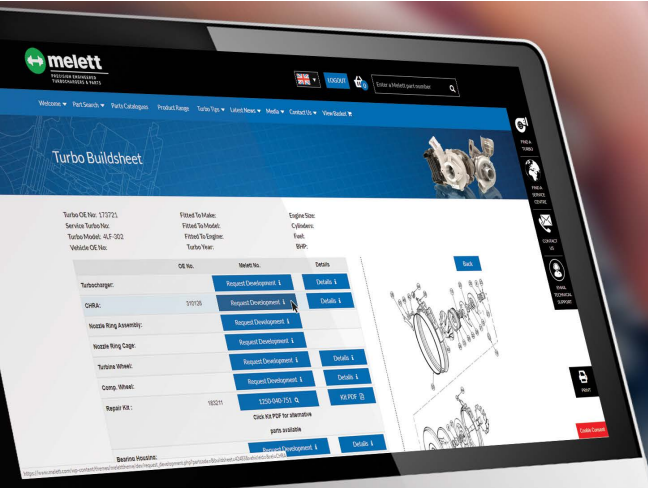 melett
PRECISION ENGINEERED
TURBOCHARGERS & PARTS
LOGOUT
0
Enter a Melett part number
Welcome Part Search Parts Catalogues Product Range Turbo Tips Latest News Media Contact Us View Basket
FIND A
TURBO
FIND A
SERVICE
CENTRE
CONTACT
US
EMAIL
TECHNICAL
SUPPORT
PRINT
Cookie Consent
Turbo Buildsheet
Turbo OE No: 173721 Fitted To Make: Engine Size:
Service Turbo No: Fitted To Model: Cylinders:
Turbo Model: 4LF-302 Fitted To Engine: Fuel:
Vehicle OE No: Turbo Year: BHP:
Back
OE No. Melett No. Details
Turbocharger: Request Development i Details i
CHRA: 310128 Request Development i Details i
Nozzle Ring Assembly: Request Development i
Nozzle Ring Cage: Request Development i
Turbine Wheel: Request Development i Details i
Comp. Wheel: Request Development i Details i
Repair Kit: 183211 1250-040-751 Kit PDF
Click Kit PDF for alternative
parts available
Bearing Housing: Request Development i Details i